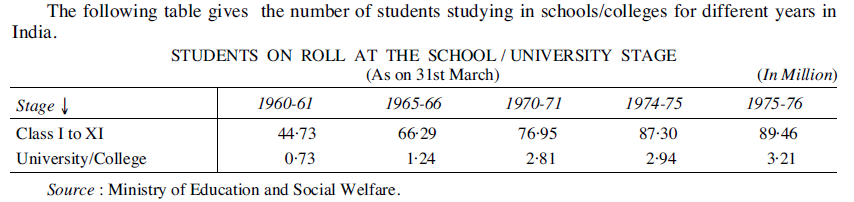 The following table gives the number of students studying in schools/colleges for different years in
India.
STUDENTS ON ROLL AT THE SCHOOL / UNIVERSITY STAGE
(As on 31st March) (In Million)
Stage ↓ 1960-61 1965-66 1970-71 1974-75 1975-76
Class I to XI 44·73 66·29 76·95 87·30 89·46
University/College 0·73 1·24 2·81 2·94 3·21
Source : Ministry of Education and Social Welfare.